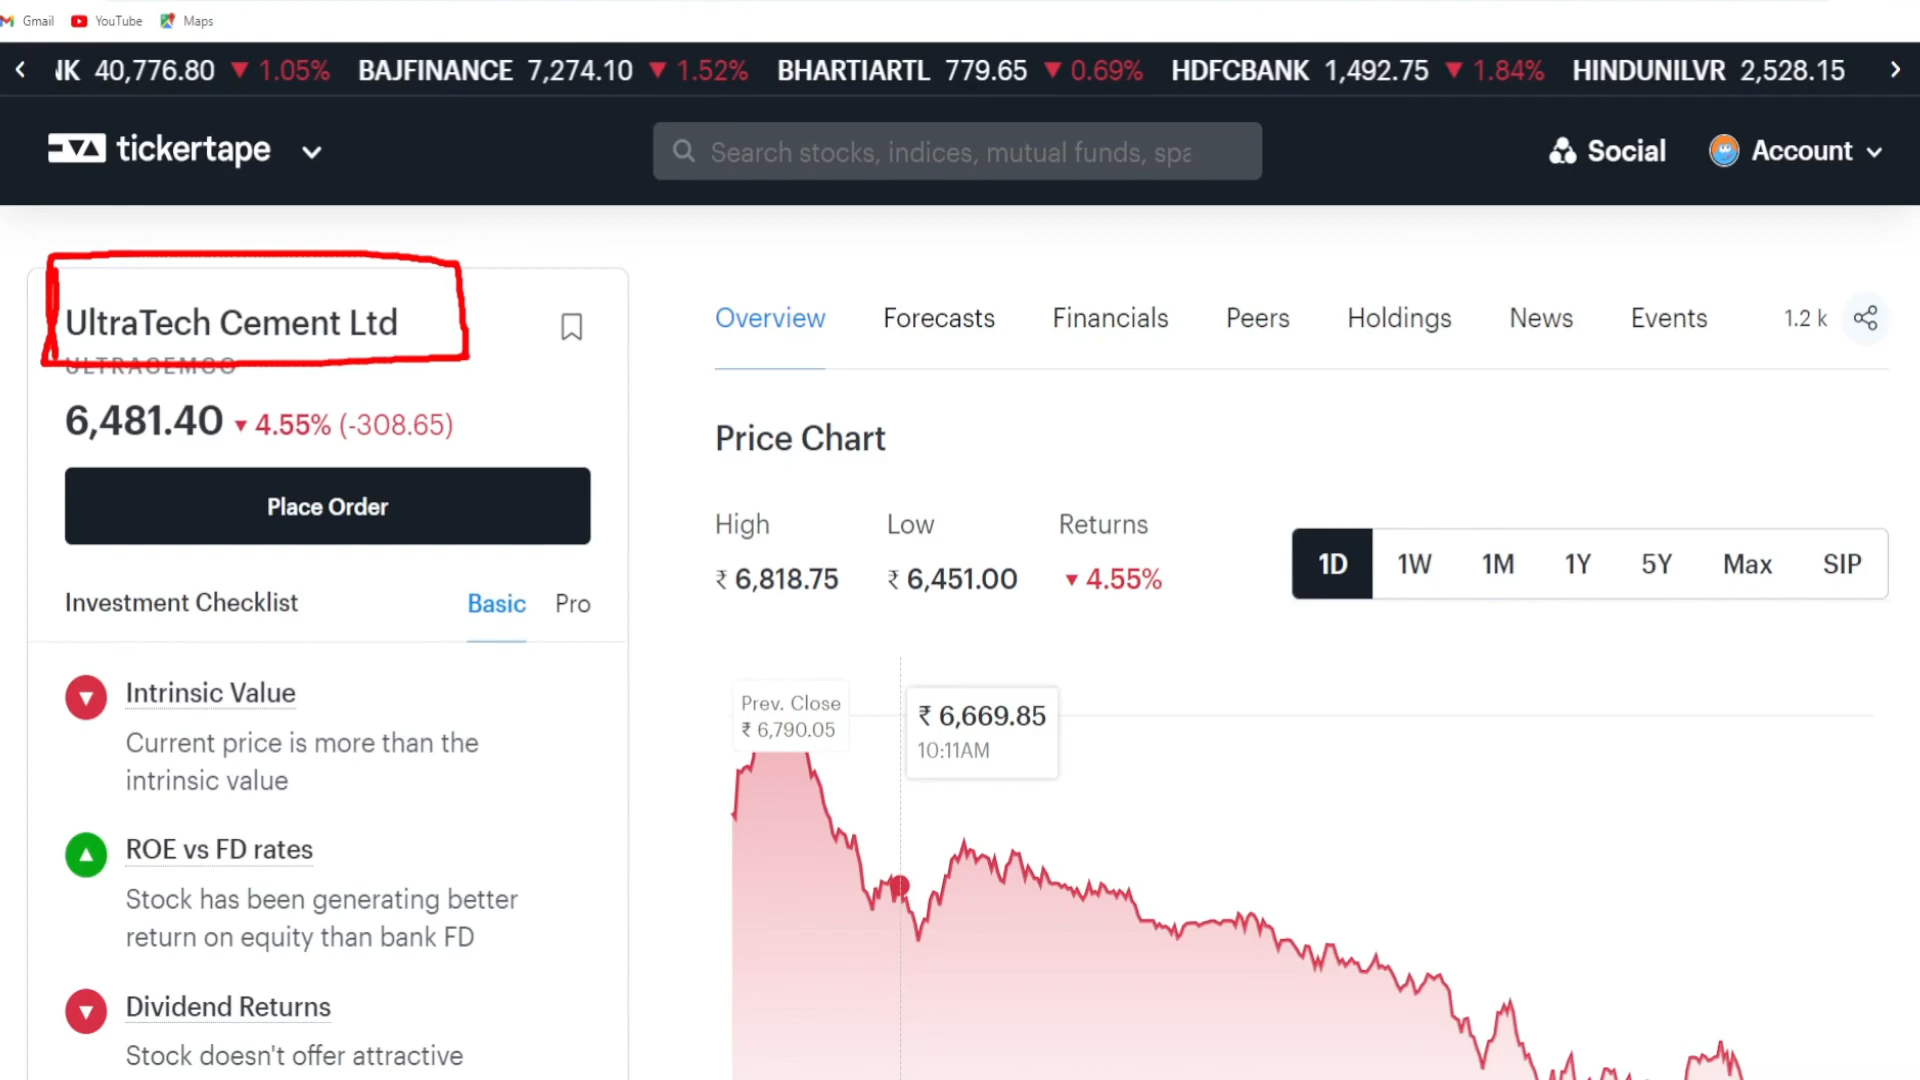 Gmail YouTube Maps
NK 40,776.80 ▼ 1.05% BAJFINANCE 7,274.10 ▼ 1.52% BHARTIARTL 779.65 ▼ 0.69% HDFCBANK 1,492.75 ▼ 1.84% HINDUNILVR 2,528.15
tickertape
Search stocks, indices, mutual funds, spa
Social
Account
UltraTech Cement Ltd
ULTRACEMCO
6,481.40 ▼ 4.55% (-308.65)
Place Order
Investment Checklist
Basic
Pro
Intrinsic Value
Current price is more than the
intrinsic value
ROE vs FD rates
Stock has been generating better
return on equity than bank FD
Dividend Returns
Stock doesn't offer attractive
Overview Forecasts Financials Peers Holdings News Events 1.2 k
Price Chart
High Low Returns
₹ 6,818.75 ₹ 6,451.00 ▼ 4.55%
1D 1W 1M 1Y 5Y Max SIP
Prev. Close
₹ 6,790.05
₹ 6,669.85
10:11AM